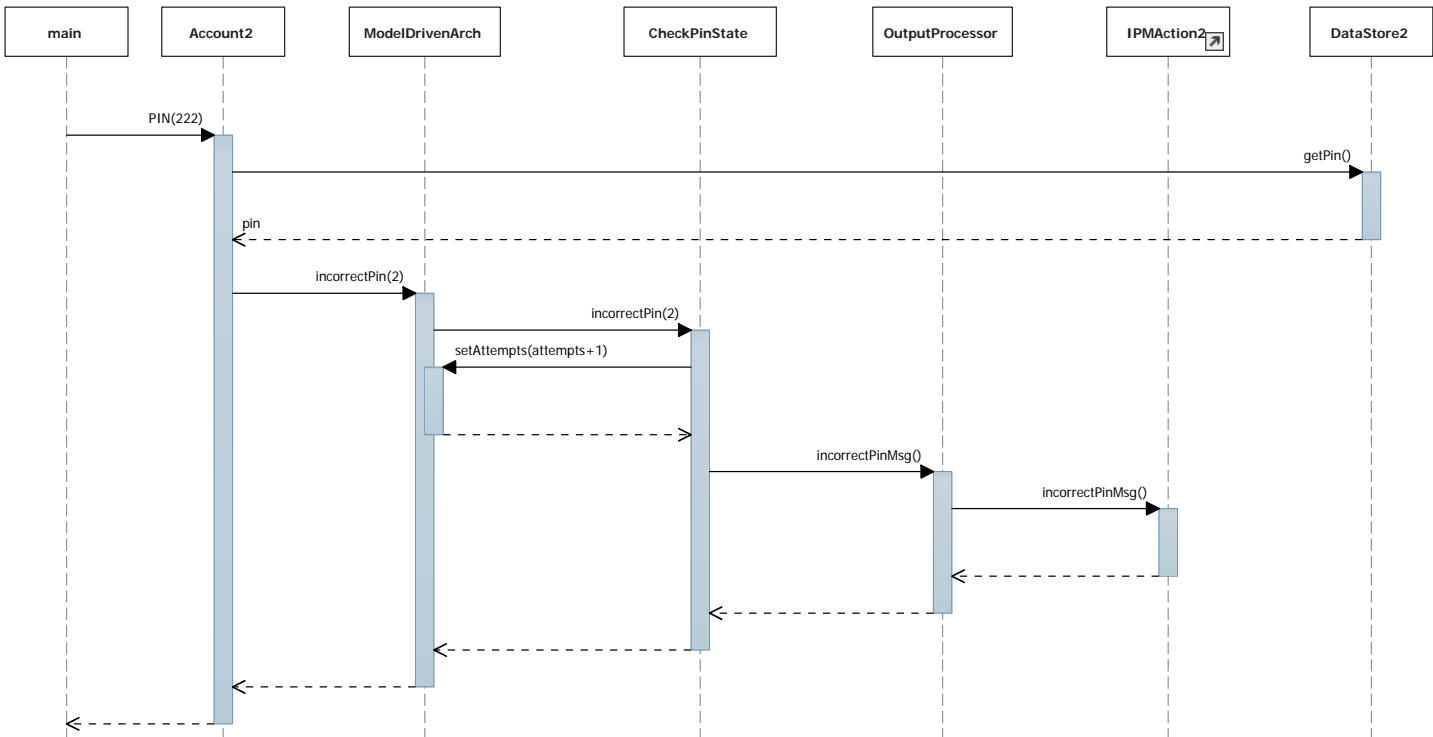 main
Account2
ModelDrivenArch
CheckPinState
OutputProcessor
IPMAction2
DataStore2
PIN(222)
getPin()
pin
incorrectPin(2)
incorrectPin(2)
setAttempts(attempts+1)
incorrectPinMsg()
incorrectPinMsg()